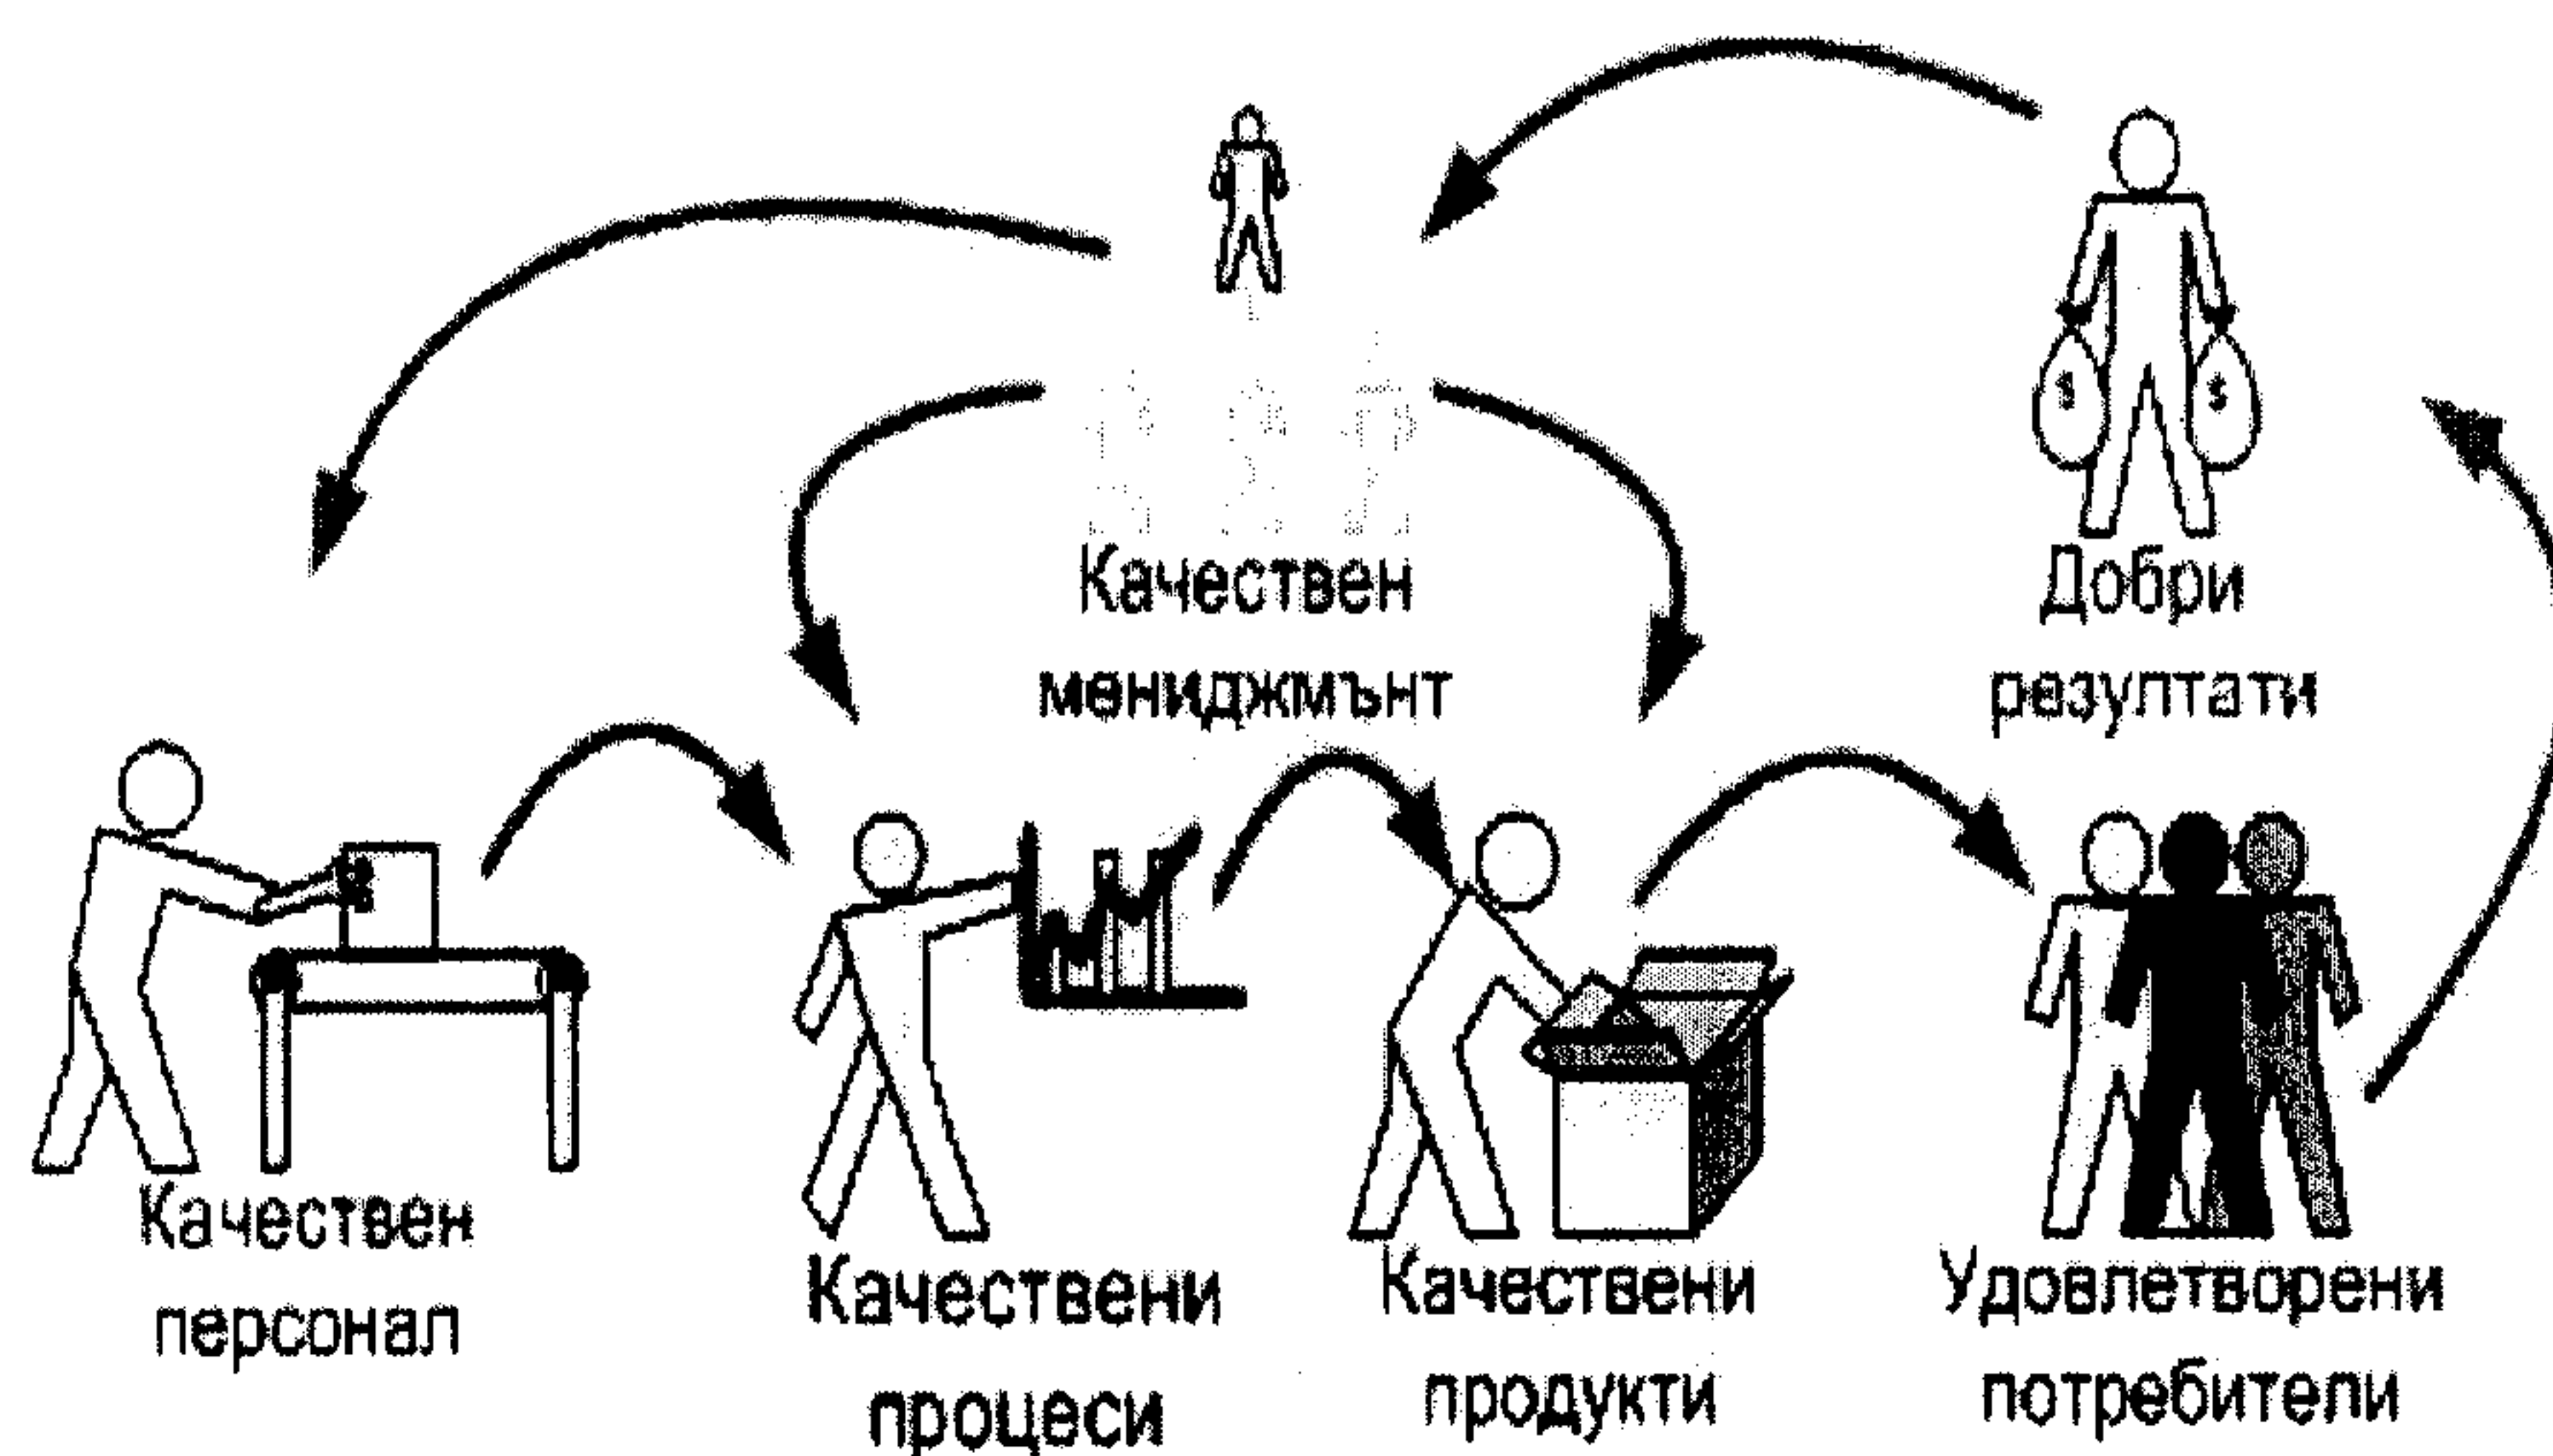 $ $
Качествен
мениджмънт
Добри
резултати
Качествен
персонал
Качествени
процеси
Качествени
продукти
Удовлетворени
потребители